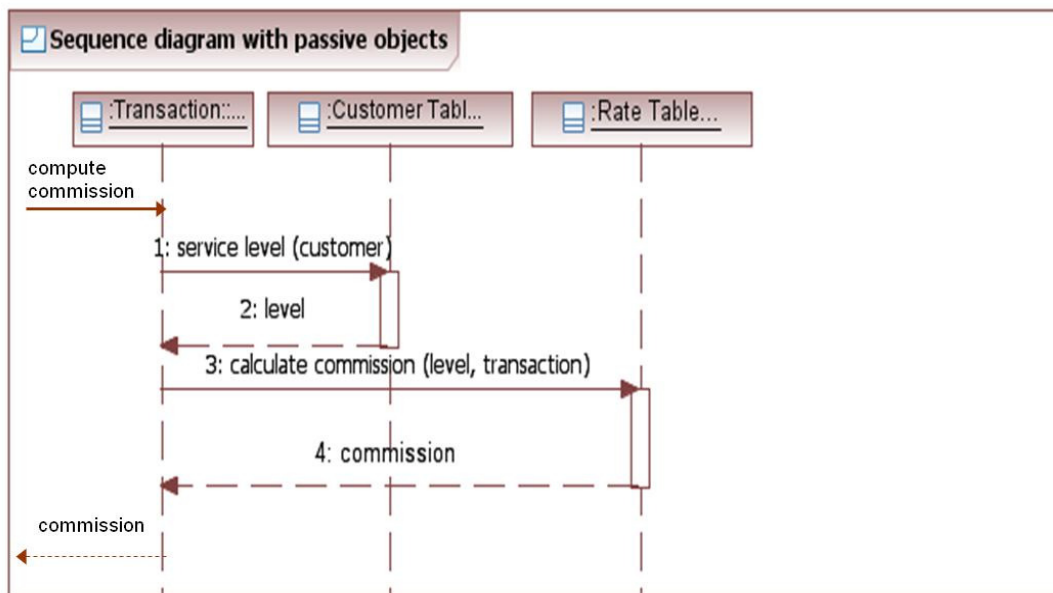 Sequence diagram with passive objects
:Transaction::...
:Customer Tabl...
:Rate Table...
compute
commission
1: service level (customer)
2: level
3: calculate commission (level, transaction)
4: commission
commission